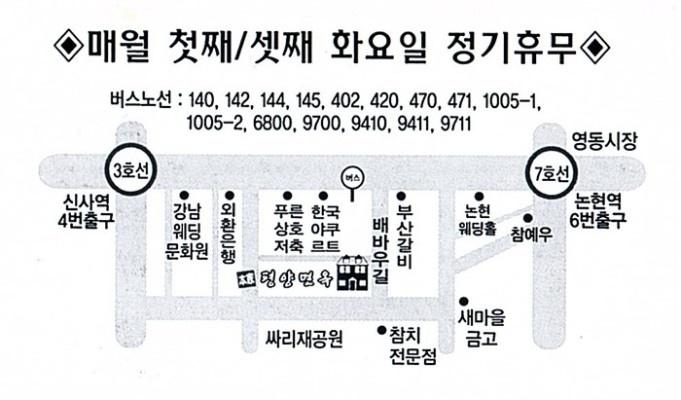 매월 첫째/셋째 화요일 정기휴무
버스노선 : 140, 142, 144, 145, 402, 420, 470, 471, 1005-1,
1005-2, 6800, 9700, 9410, 9411, 9711
영동시장
3호선
버스
7호선
신사역
4번출구
강남
웨딩
문화원
외환은행
푸른
상호
저축
한국
야쿠
르트
배바우길
부산갈비
논현
웨딩홀
참예우
논현역
6번출구
면옥
싸리재공원
참치
전문점
새마을
금고